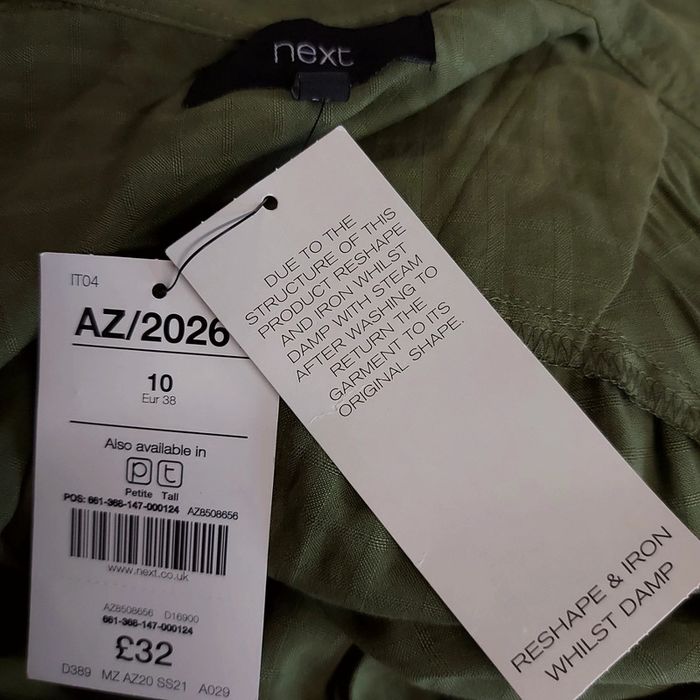 next
IT04
AZ/2026
10
Eur 38
Also available in
p t
Petite Tall
POS: 661-368-147-000124 AZ8508656
www.next.co.uk
AZ8508656 D16900
661-368-147-000124
£32
D389 MZ AZ20 SS21 A029
DUE TO THE
STRUCTURE OF THIS
PRODUCT RESHAPE
AND IRON WHILST
DAMP WITH STEAM
AFTER WASHING TO
RETURN THE
GARMENT TO ITS
ORIGINAL SHAPE.
RESHAPE & IRON
WHILST DAMP